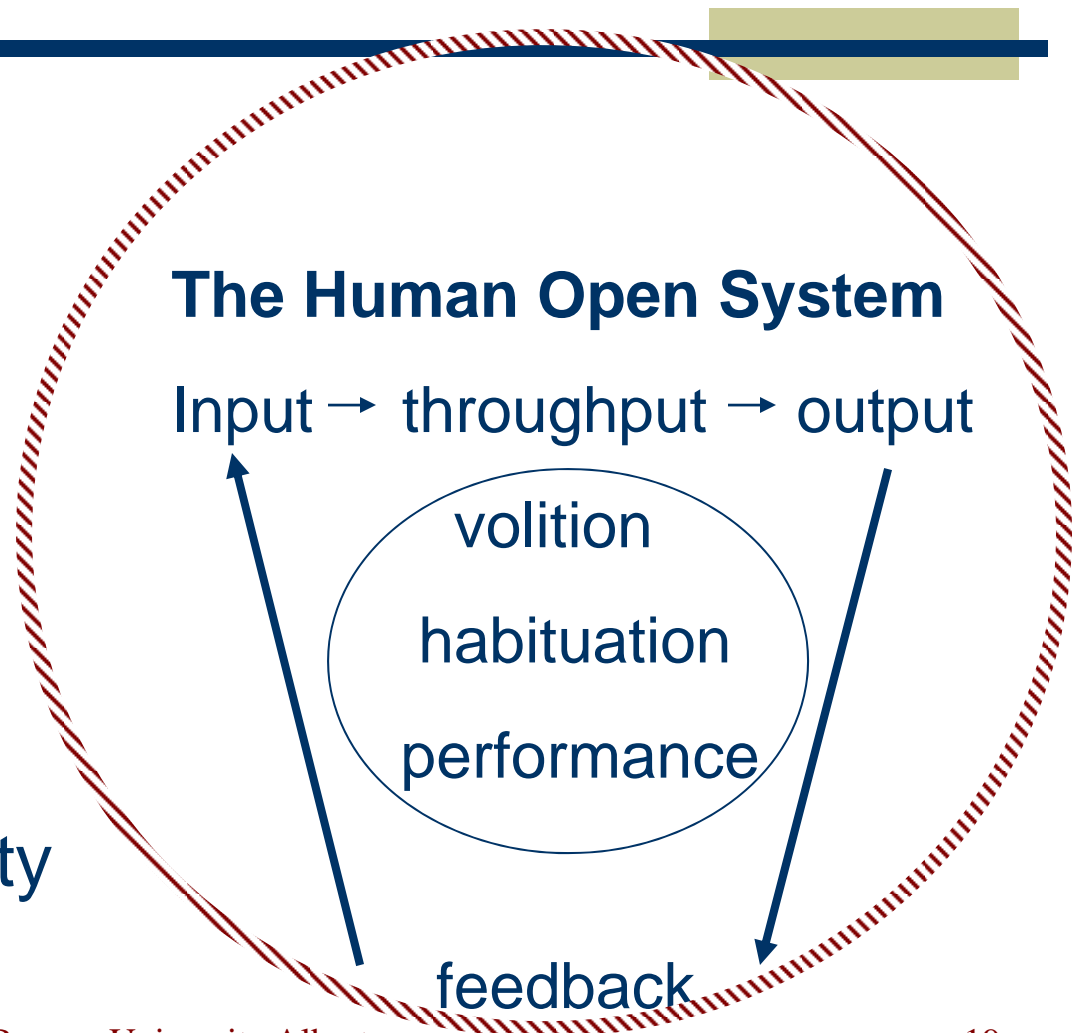 The Human Open System
Input → throughput → output
volition
habituation
performance
ty
feedback